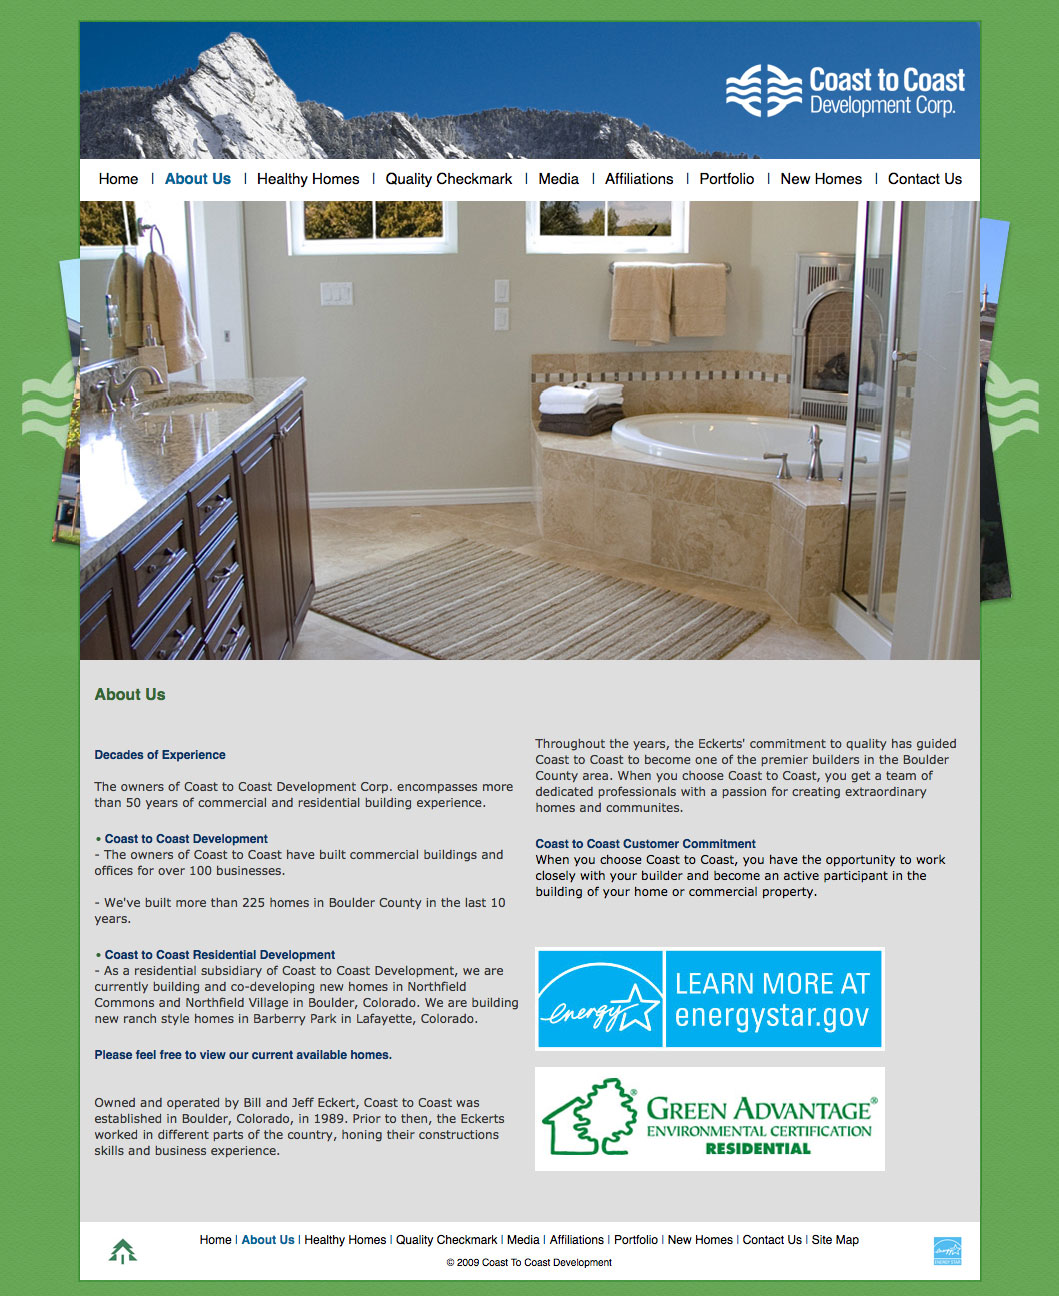 Coast to Coast
Development Corp.
Home | About Us | Healthy Homes | Quality Checkmark | Media | Affiliations | Portfolio | New Homes | Contact Us
About Us
Decades of Experience
The owners of Coast to Coast Development Corp. encompasses more
than 50 years of commercial and residential building experience.
• Coast to Coast Development
- The owners of Coast to Coast have built commercial buildings and
offices for over 100 businesses.
- We've built more than 225 homes in Boulder County in the last 10
years.
• Coast to Coast Residential Development
- As a residential subsidiary of Coast to Coast Development, we are
currently building and co-developing new homes in Northfield
Commons and Northfield Village in Boulder, Colorado. We are building
new ranch style homes in Barberry Park in Lafayette, Colorado.
Please feel free to view our current available homes.
Owned and operated by Bill and Jeff Eckert, Coast to Coast was
established in Boulder, Colorado, in 1989. Prior to then, the Eckerts
worked in different parts of the country, honing their constructions
skills and business experience.
Throughout the years, the Eckerts' commitment to quality has guided
Coast to Coast to become one of the premier builders in the Boulder
County area. When you choose Coast to Coast, you get a team of
dedicated professionals with a passion for creating extraordinary
homes and communites.
Coast to Coast Customer Commitment
When you choose Coast to Coast, you have the opportunity to work
closely with your builder and become an active participant in the
building of your home or commercial property.
energy
LEARN MORE AT
energystar.gov
GREEN ADVANTAGE®
ENVIRONMENTAL CERTIFICATION
RESIDENTIAL
Home | About Us | Healthy Homes | Quality Checkmark | Media | Affiliations | Portfolio | New Homes | Contact Us | Site Map
© 2009 Coast To Coast Development
energy
ENERGY STAR